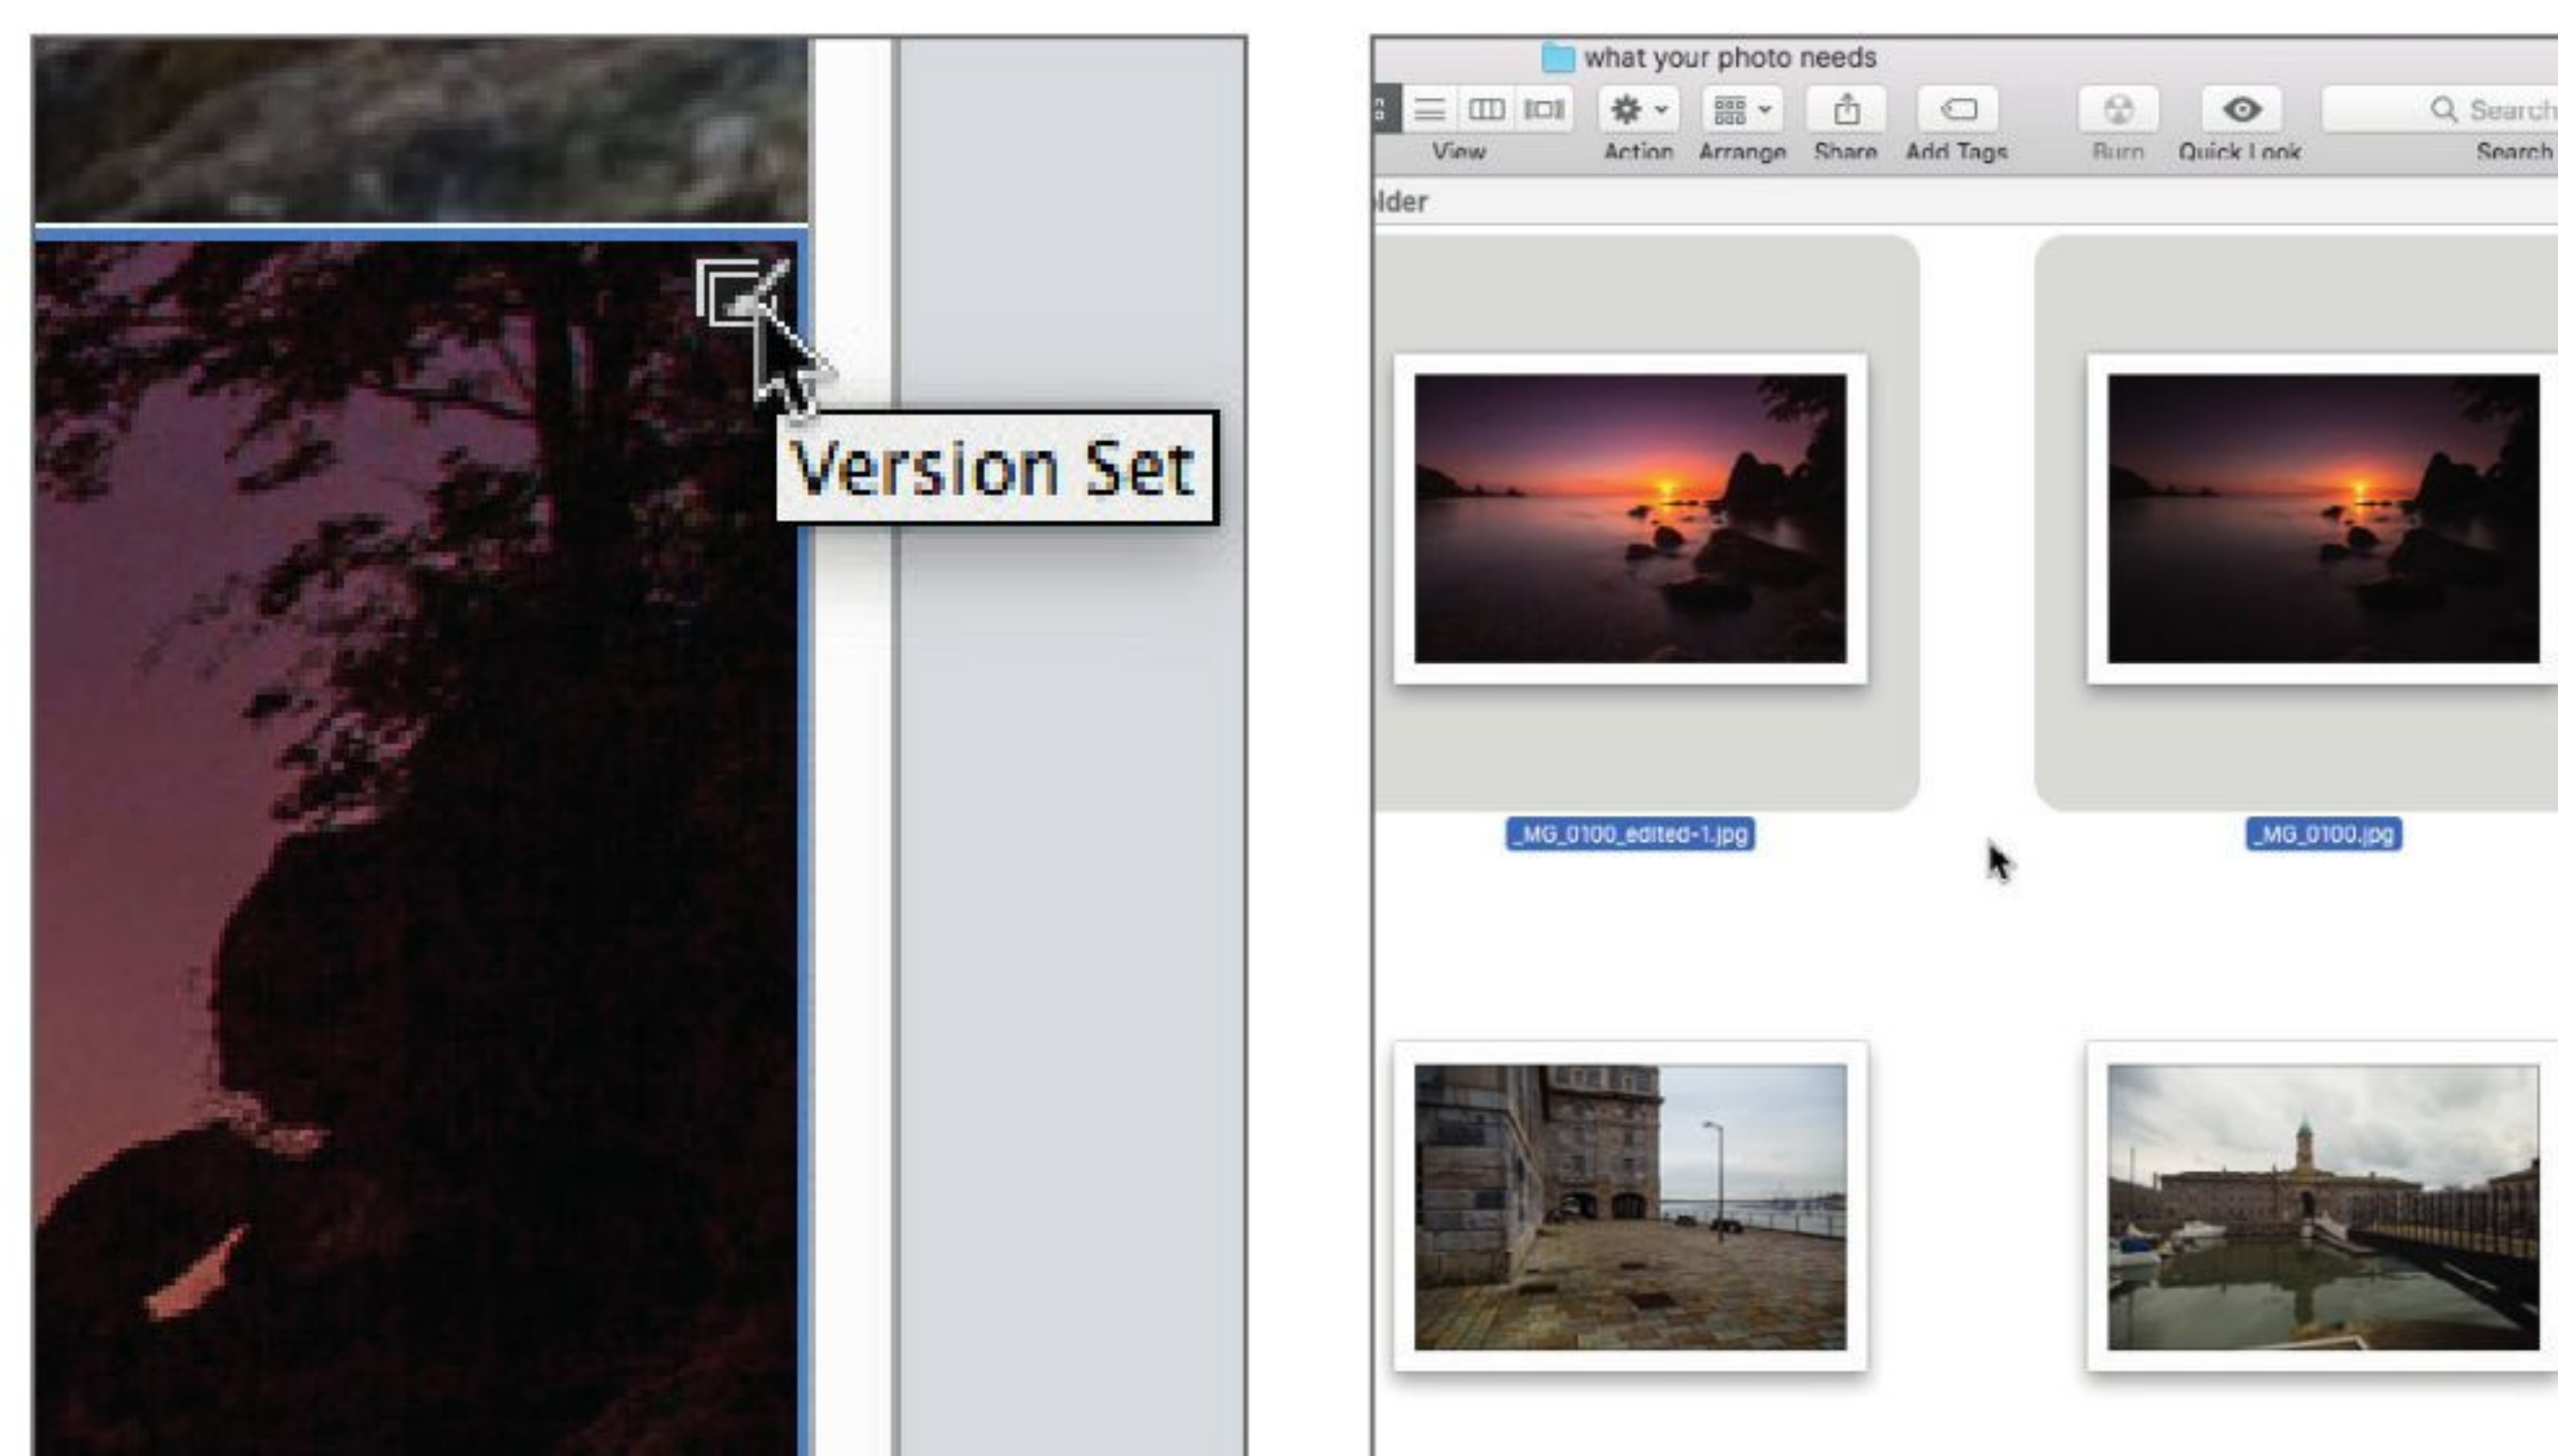 Version Set
what your photo needs
View
Action
Arrange
Share
Add Tags
Burn
Quick Look
Search
Search
lder
_MG_0100_edited-1.jpg
_MG_0100.jpg